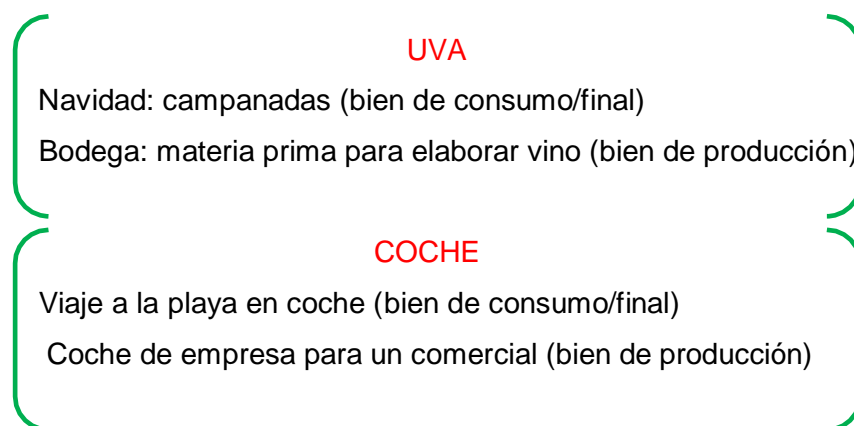 UVA
Navidad: campanadas (bien de consumo/final)
Bodega: materia prima para elaborar vino (bien de producción)
COCHE
Viaje a la playa en coche (bien de consumo/final)
Coche de empresa para un comercial (bien de producción)